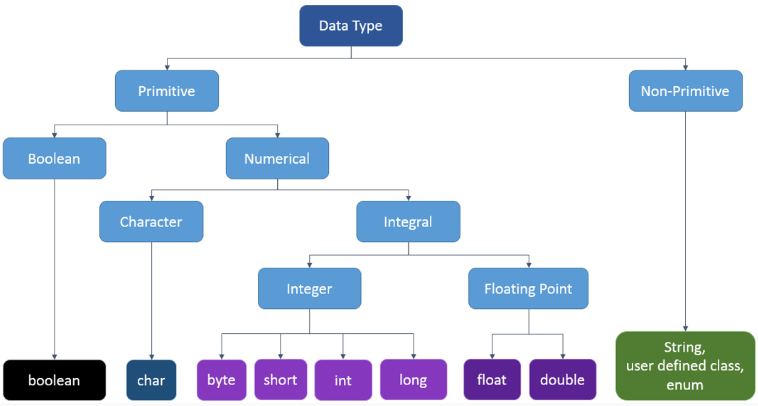 Data Type
Primitive
Non-Primitive
Boolean
Numerical
Character
Integral
Integer
Floating Point
boolean
char
byte
short
int
long
float
double
String,
user defined class,
enum